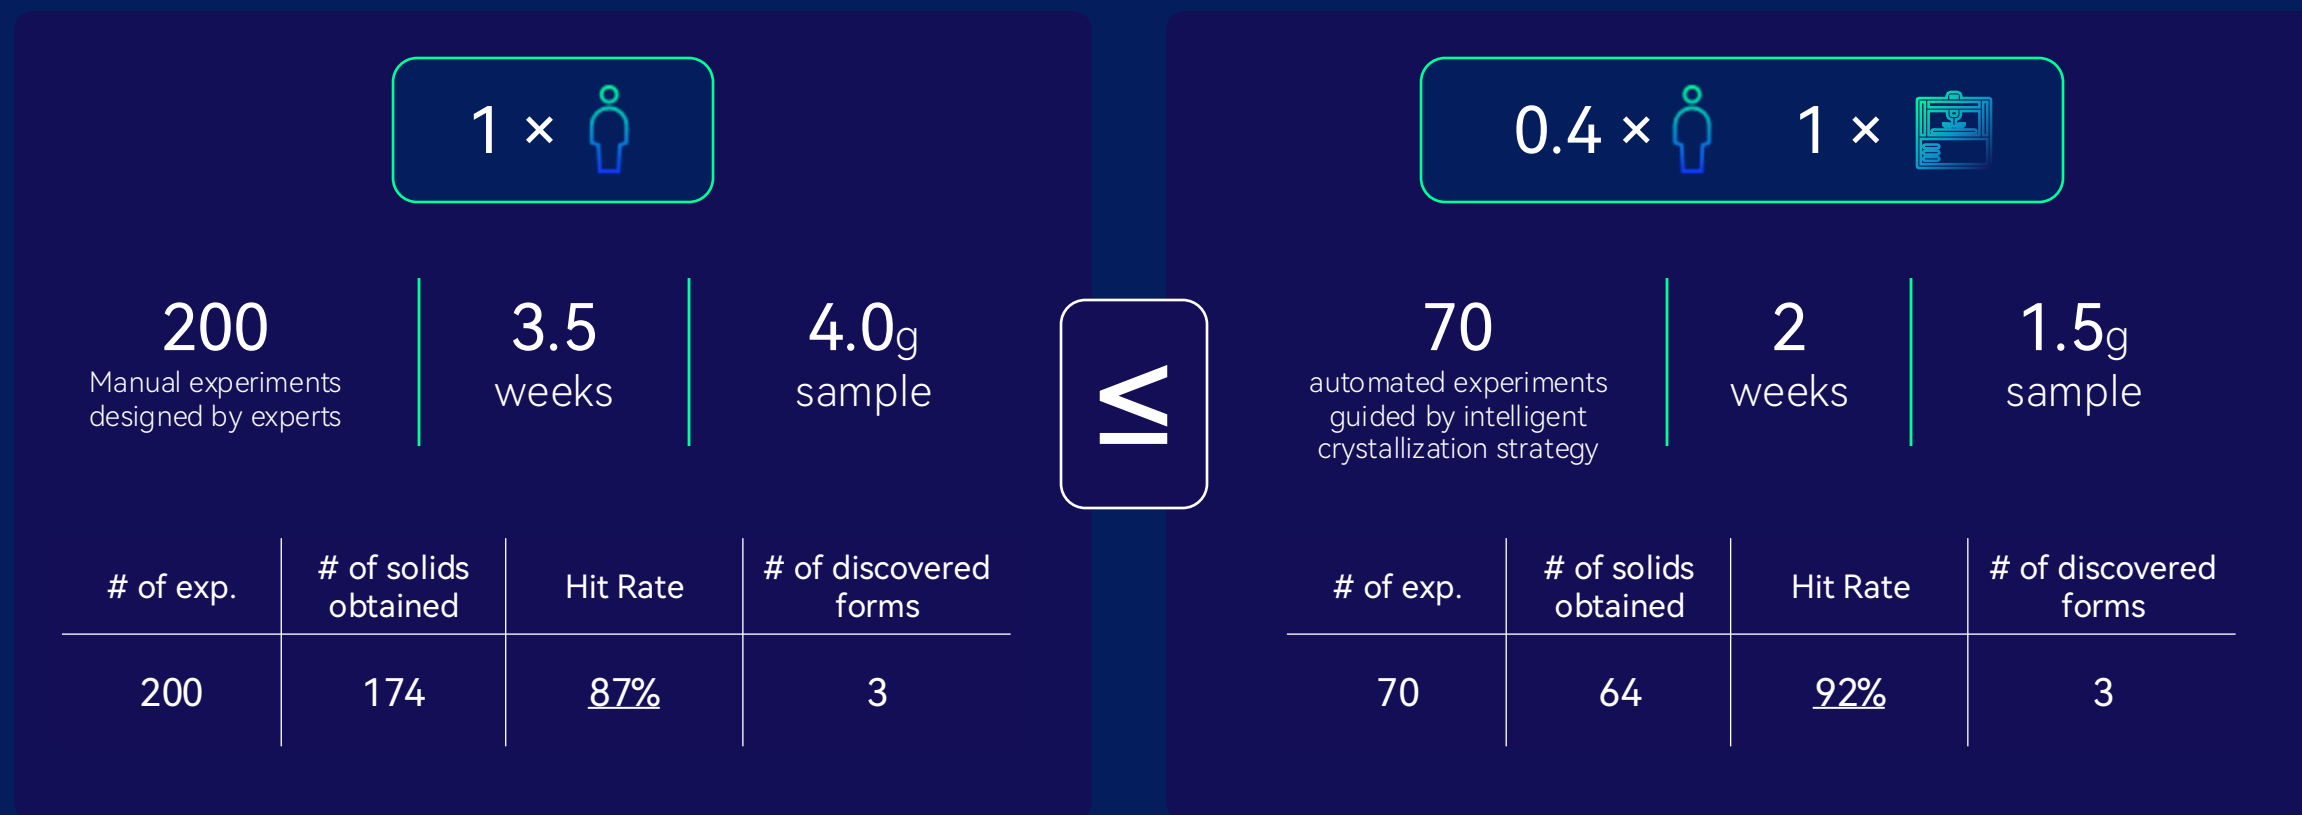 1 ×
200
Manual experiments
designed by experts
3.5
weeks
4.0g
sample
# of exp.
# of solids
obtained
Hit Rate
# of discovered
forms
200
174
87%
3
≤
0.4 ×
1 ×
70
automated experiments
guided by intelligent
crystallization strategy
2
weeks
1.5g
sample
# of exp.
# of solids
obtained
Hit Rate
# of discovered
forms
70
64
92%
3